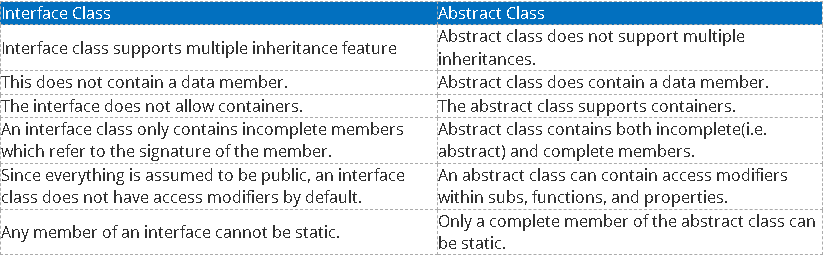 Interface Class
Abstract Class
Interface class supports multiple inheritance feature
Abstract class does not support multiple
inheritances.
This does not contain a data member.
Abstract class does contain a data member.
The interface does not allow containers.
The abstract class supports containers.
An interface class only contains incomplete members
which refer to the signature of the member.
Abstract class contains both incomplete(i.e.
abstract) and complete members.
Since everything is assumed to be public, an interface
class does not have access modifiers by default.
An abstract class can contain access modifiers
within subs, functions, and properties.
Any member of an interface cannot be static.
Only a complete member of the abstract class can
be static.